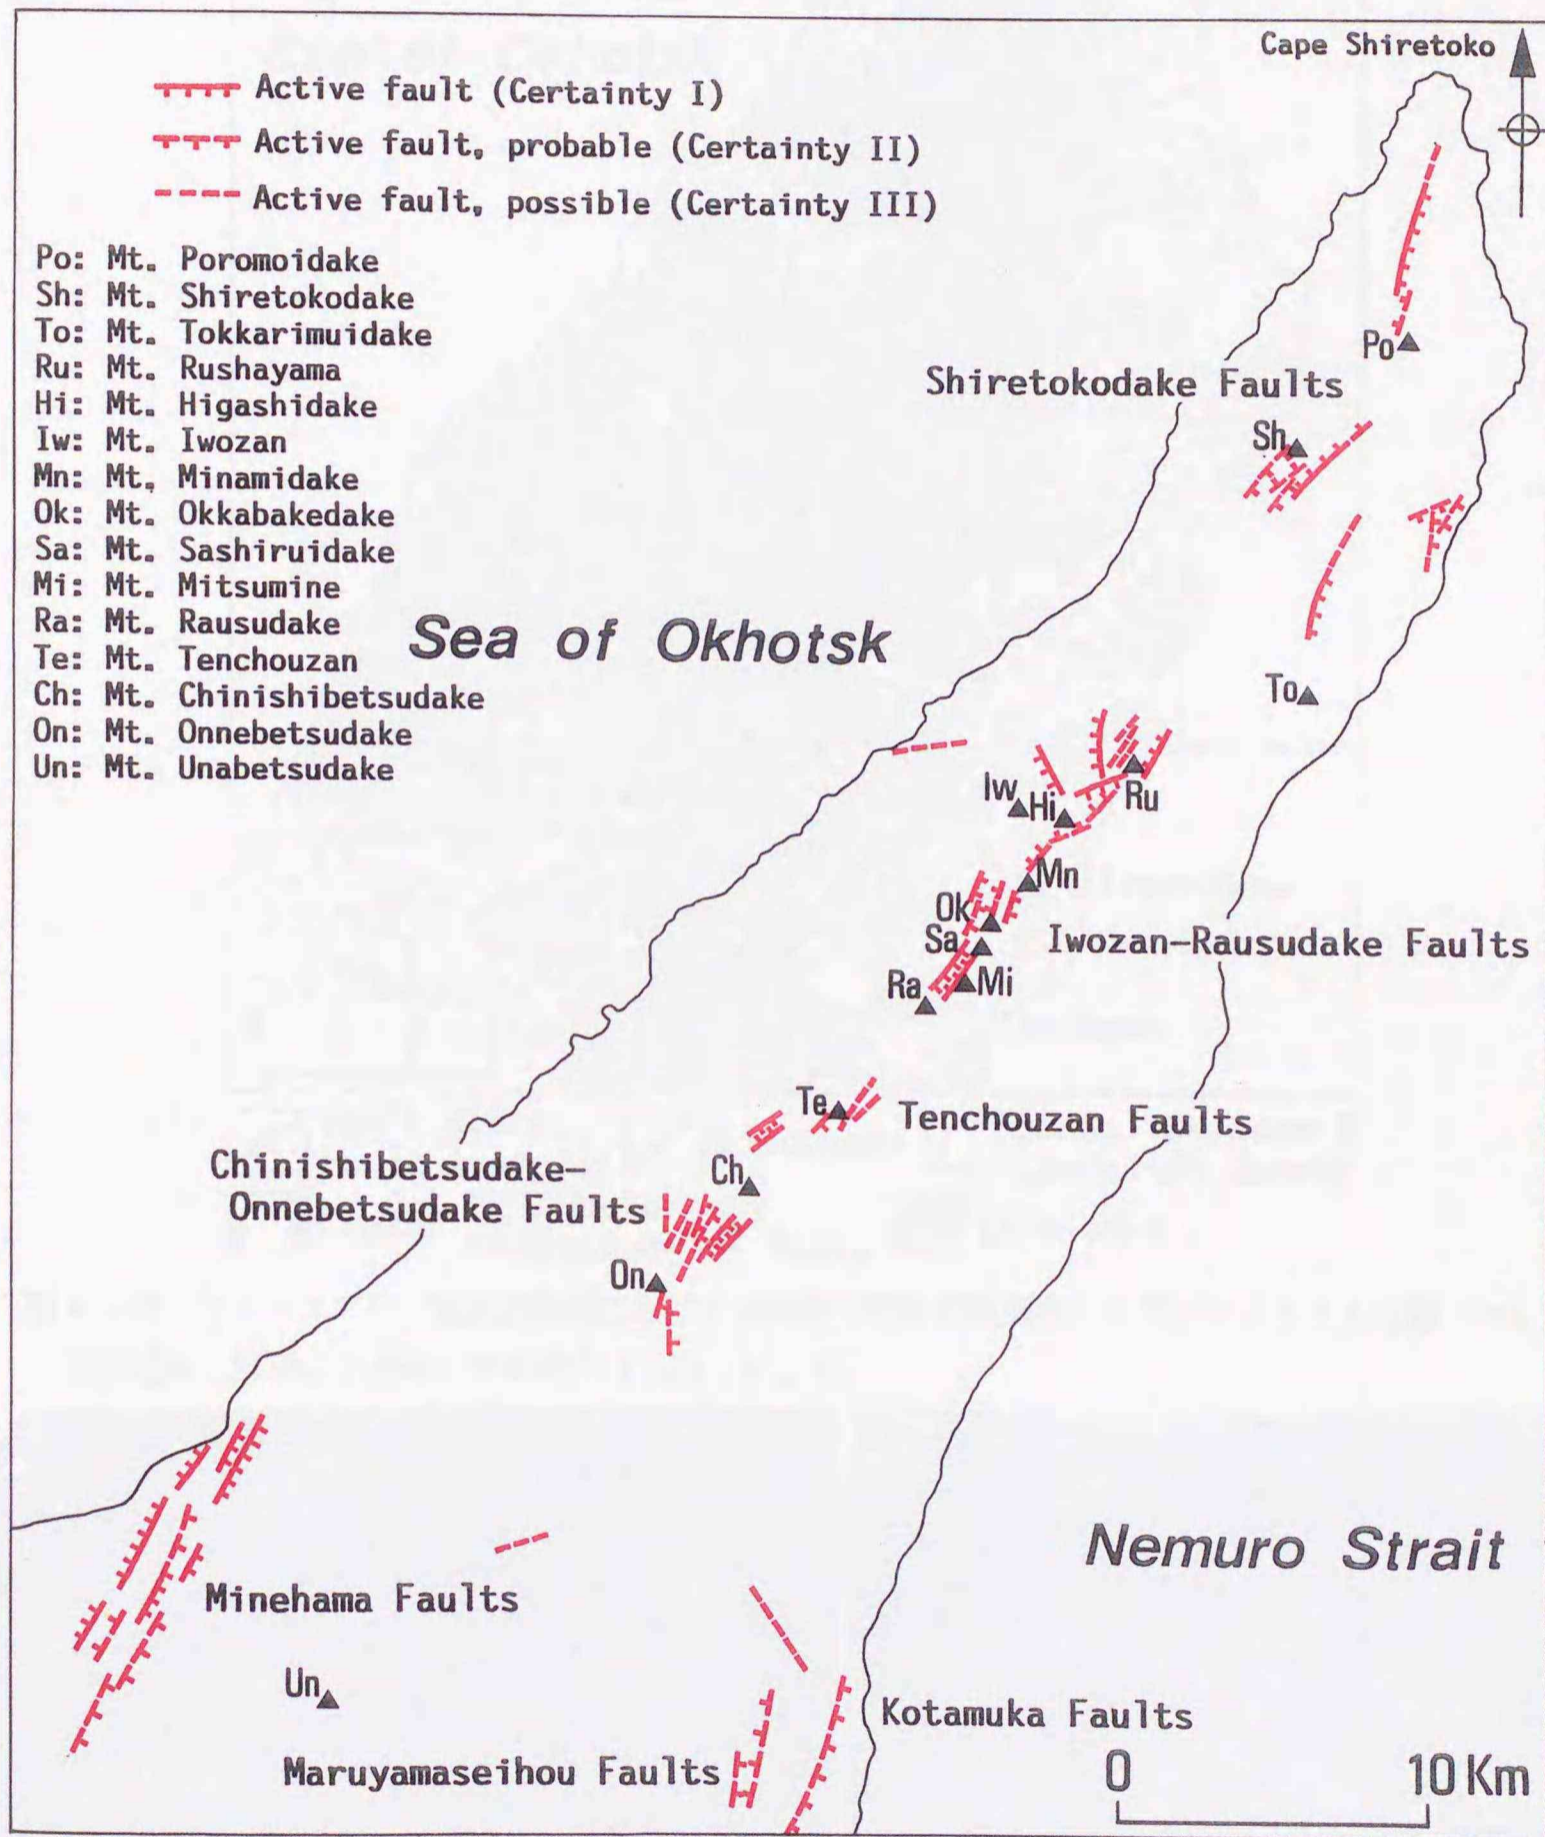 Cape Shiretoko
Active fault (Certainty I)
Active fault, probable (Certainty II)
Active fault, possible (Certainty III)
Po: Mt. Poromoidake
Sh: Mt. Shiretokodake
To: Mt. Tokkarimuidake
Ru: Mt. Rushayama
Hi: Mt. Higashidake
Iw: Mt. Iwozan
Mn: Mt. Minamidake
Ok: Mt. Okkabakedake
Sa: Mt. Sashiruidake
Mi: Mt. Mitsumine
Ra: Mt. Rausudake
Te: Mt. Tenchouzan
Ch: Mt. Chinishibetsudake
On: Mt. Onnebetsudake
Un: Mt. Unabetsudake
Po
Shiretokodake Faults
Sh
Sea of Okhotsk
To
Iw
Hi
Ru
Mn
Ok
Sa
Iwozan-Rausudake Faults
Ra
Mi
Te
Tenchouzan Faults
Chinishibetsudake-
Onnebetsudake Faults
Ch
On
Nemuro Strait
Minehama Faults
Un
Kotamuka Faults
Maruyamaseihou Faults
0 10 Km